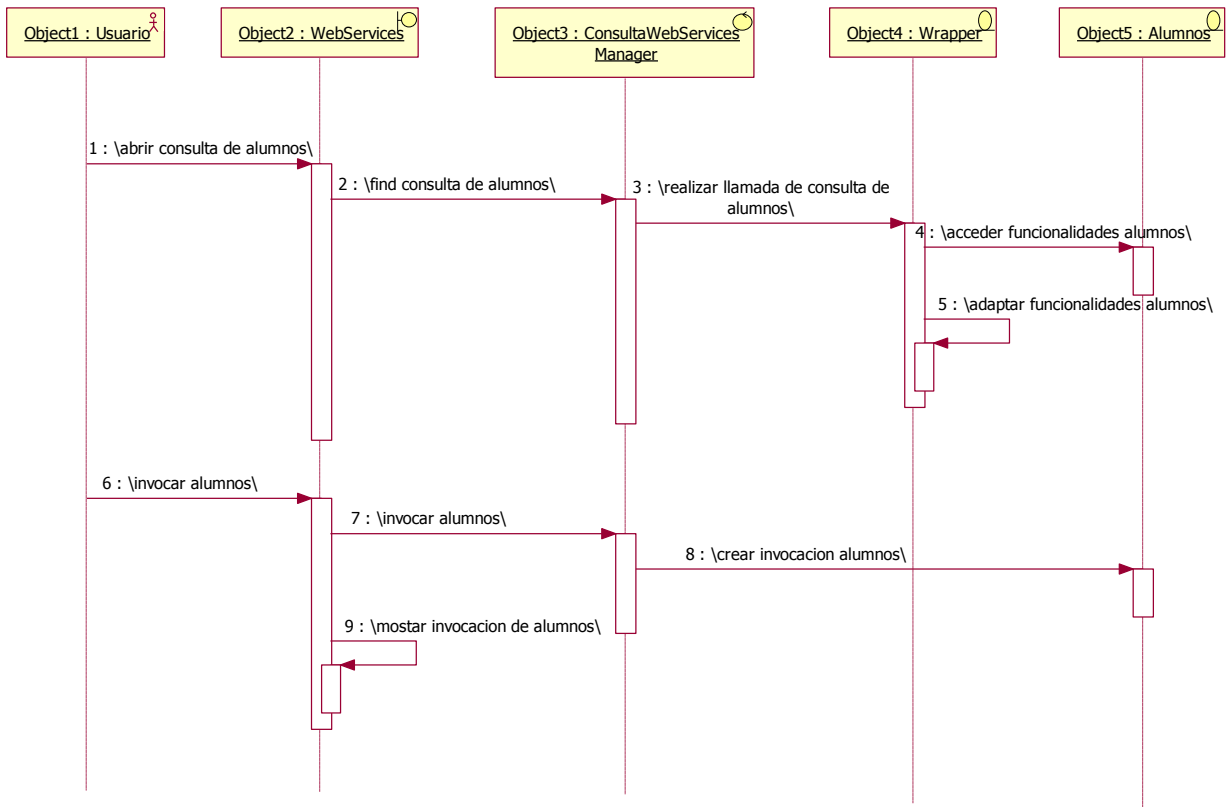 Object1 : Usuario
Object2 : WebServices
Object3 : ConsultaWebServices
Manager
Object4 : Wrapper
Object5 : Alumnos
1 : \abrir consulta de alumnos\
2 : \find consulta de alumnos\
3 : \realizar llamada de consulta de
alumnos\
4 : \acceder funcionalidades alumnos\
5 : \adaptar funcionalidades alumnos\
6 : \invocar alumnos\
7 : \invocar alumnos\
8 : \crear invocacion alumnos\
9 : \mostar invocacion de alumnos\